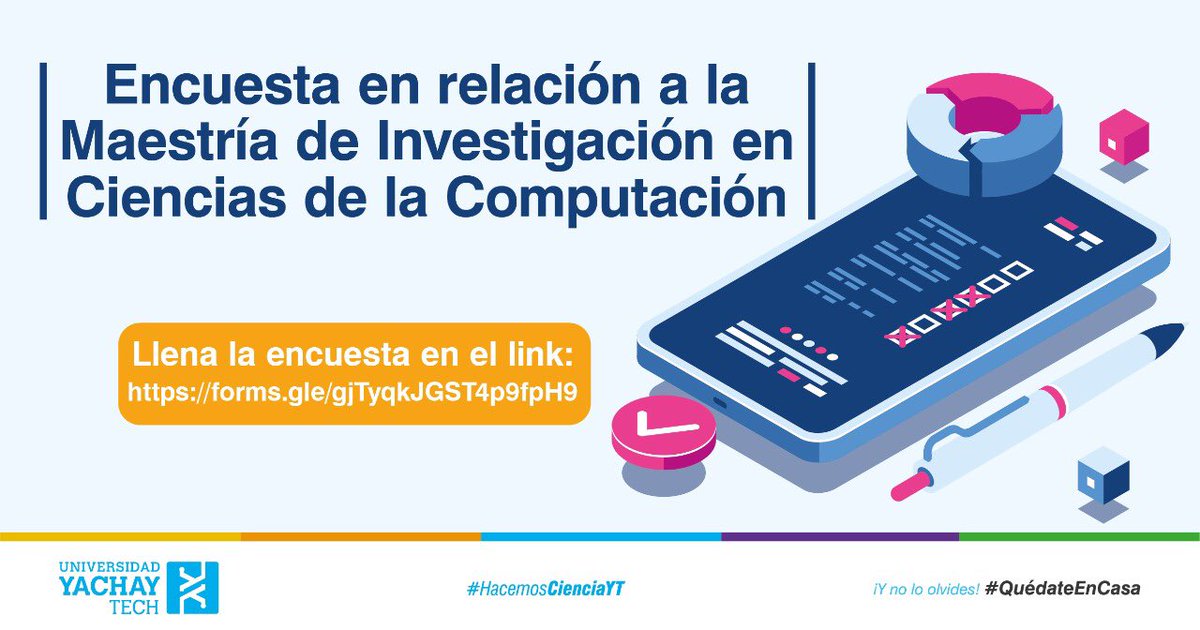 Encuesta en relación a la
Maestría de Investigación en
Ciencias de la Computación
Llena la encuesta en el link:
https://forms.gle/gjTyqkJGST4p9fpH9
UNIVERSIDAD
YACHAY
TECH
#HacemosCienciaYT
¡Y no lo olvides! #QuédateEnCasa